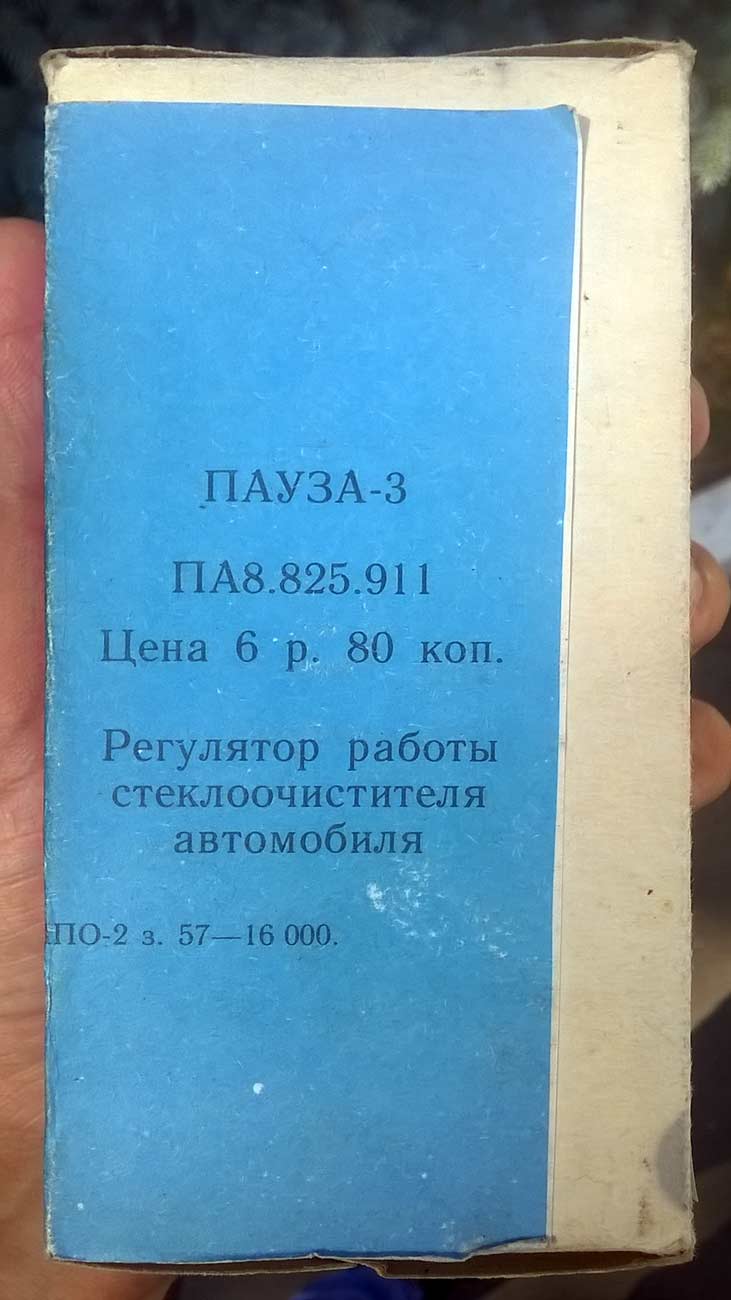 ПАУЗА-3
ПА8.825.911
Цена 6 р. 80 коп.
Регулятор работы
стеклоочистителя
автомобиля
ПО-2 з. 57—16 000.